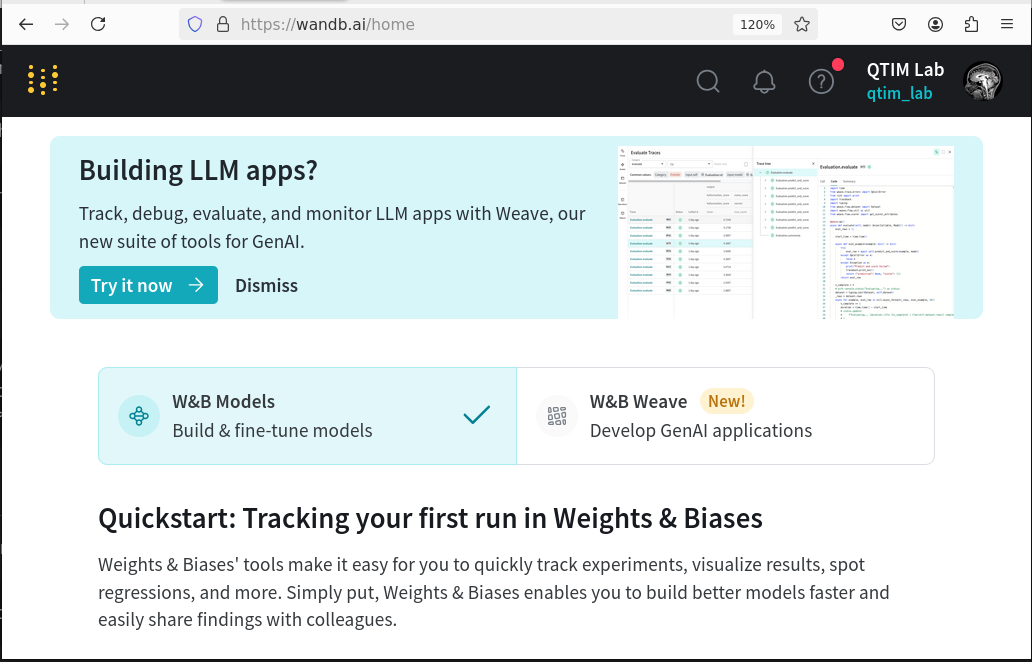 https://wandb.ai/home
120%
QTIM Lab
qtim_lab
Building LLM apps?
Track, debug, evaluate, and monitor LLM apps with Weave, our
new suite of tools for GenAI.
Try it now
Dismiss
Evaluate Traces
Evaluation.evaluate
W&B Models
Build & fine-tune models
W&B Weave
New!
Develop GenAI applications
Quickstart: Tracking your first run in Weights & Biases
Weights & Biases' tools make it easy for you to quickly track experiments, visualize results, spot
regressions, and more. Simply put, Weights & Biases enables you to build better models faster and
easily share findings with colleagues.